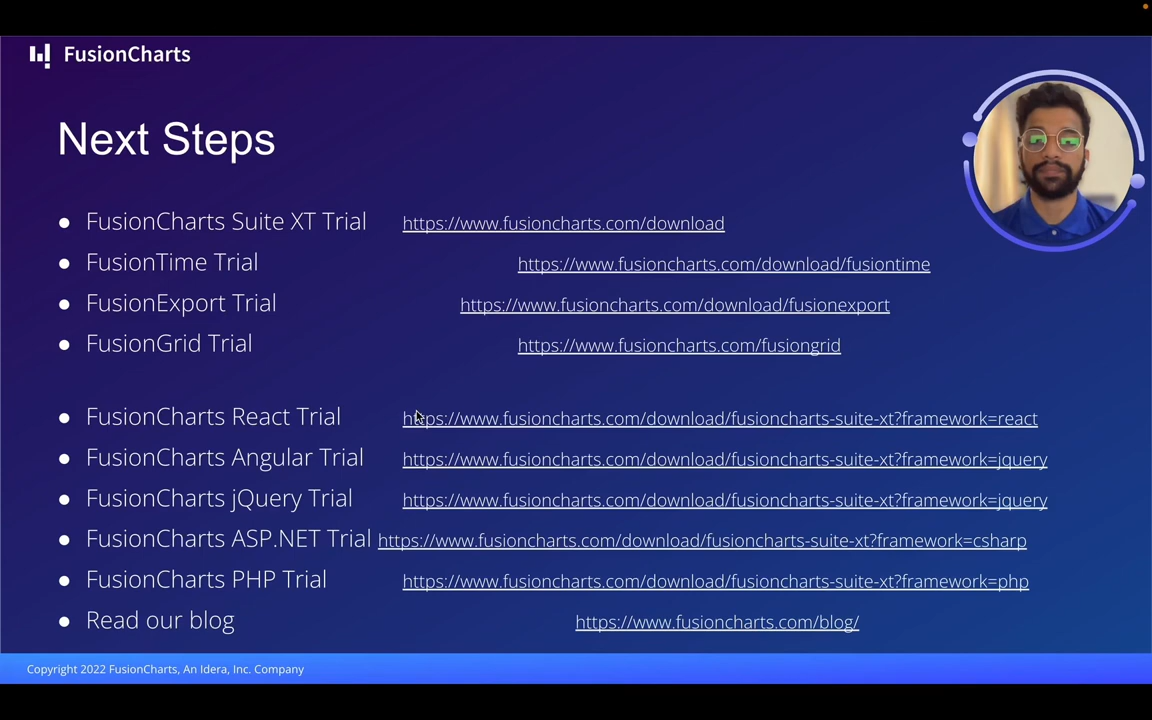 FusionCharts
Next Steps
● FusionCharts Suite XT Trial https://www.fusioncharts.com/download
● FusionTime Trial https://www.fusioncharts.com/download/fusiontime
● FusionExport Trial https://www.fusioncharts.com/download/fusionexport
● FusionGrid Trial https://www.fusioncharts.com/fusiongrid
● FusionCharts React Trial https://www.fusioncharts.com/download/fusioncharts-suite-xt?framework=react
● FusionCharts Angular Trial https://www.fusioncharts.com/download/fusioncharts-suite-xt?framework=jquery
● FusionCharts jQuery Trial https://www.fusioncharts.com/download/fusioncharts-suite-xt?framework=jquery
● FusionCharts ASP.NET Trial https://www.fusioncharts.com/download/fusioncharts-suite-xt?framework=csharp
● FusionCharts PHP Trial https://www.fusioncharts.com/download/fusioncharts-suite-xt?framework=php
● Read our blog https://www.fusioncharts.com/blog/
Copyright 2022 FusionCharts, An Idera, Inc. Company